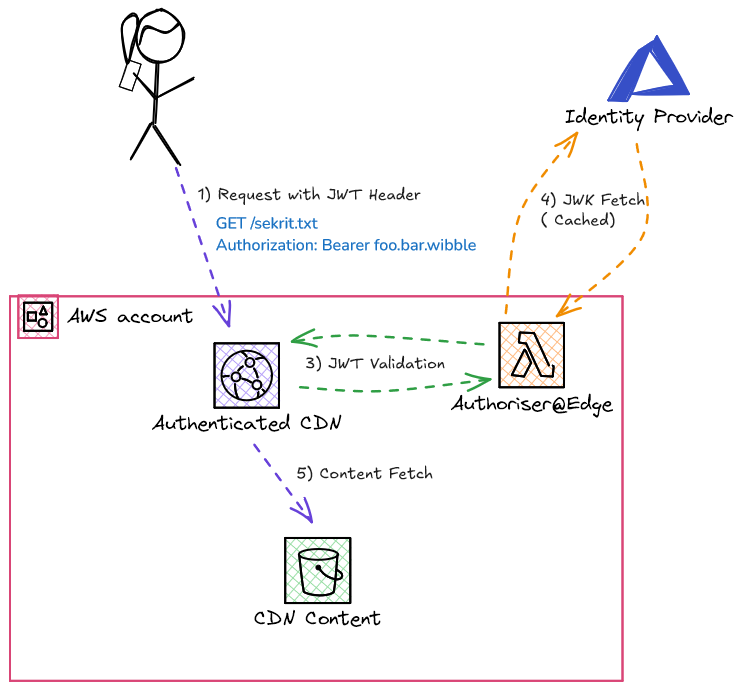 Identity Provider
1) Request with JWT Header
GET /sekrit.txt
Authorization: Bearer foo.bar.wibble
4) JWK Fetch
( Cached)
AWS account
3) JWT Validation
Authoriser@Edge
Authenticated CDN
5) Content Fetch
CDN Content